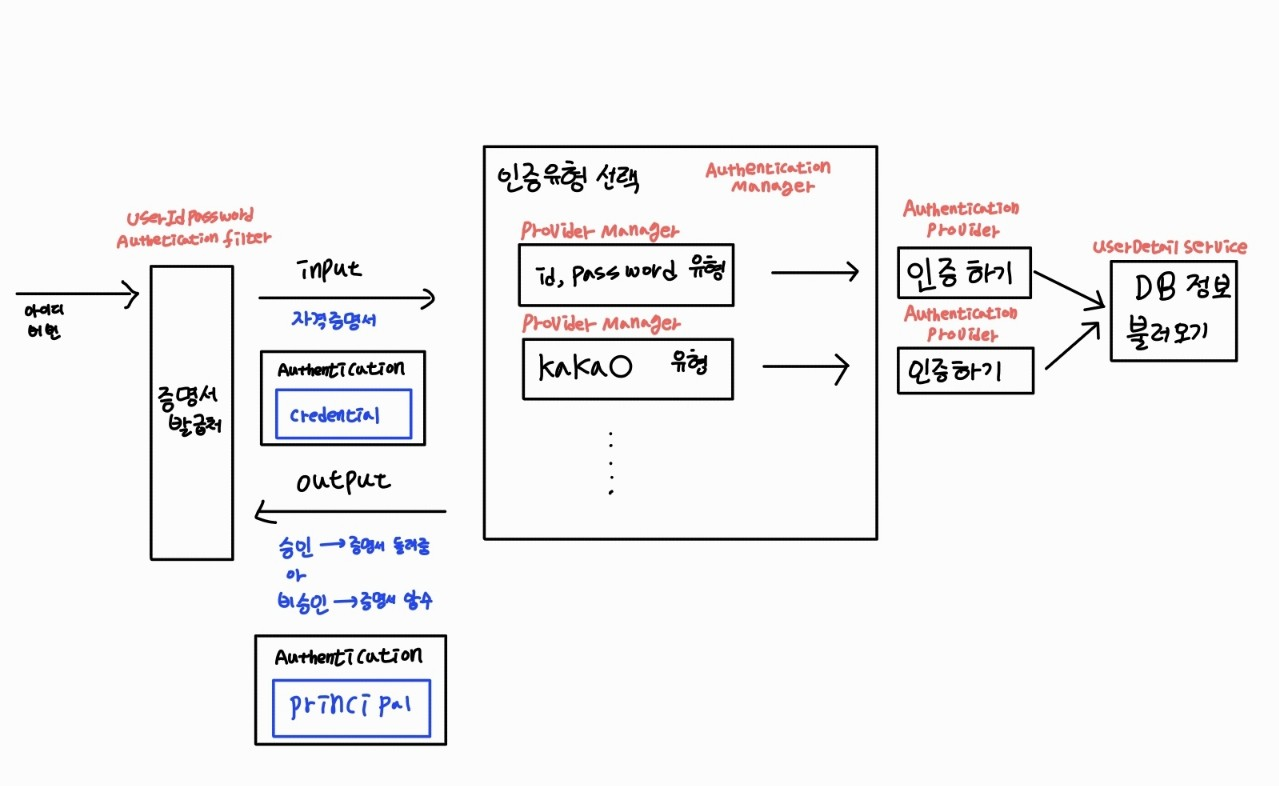 UserIdPassword
Authetication filter
아이디
비번
증명서
발급처
input
자격증명서
Authentication
credential
output
승인 → 증명서 돌려줌
or
비승인 → 증명서 압수
Authentication
principal
인증유형 선택
Authentication
Manager
Provider Manager
id, password 유형
Provider Manager
kakao 유형
Authentication
Provider
인증하기
Authentication
Provider
인증하기
userDetail service
DB 정보
불러오기